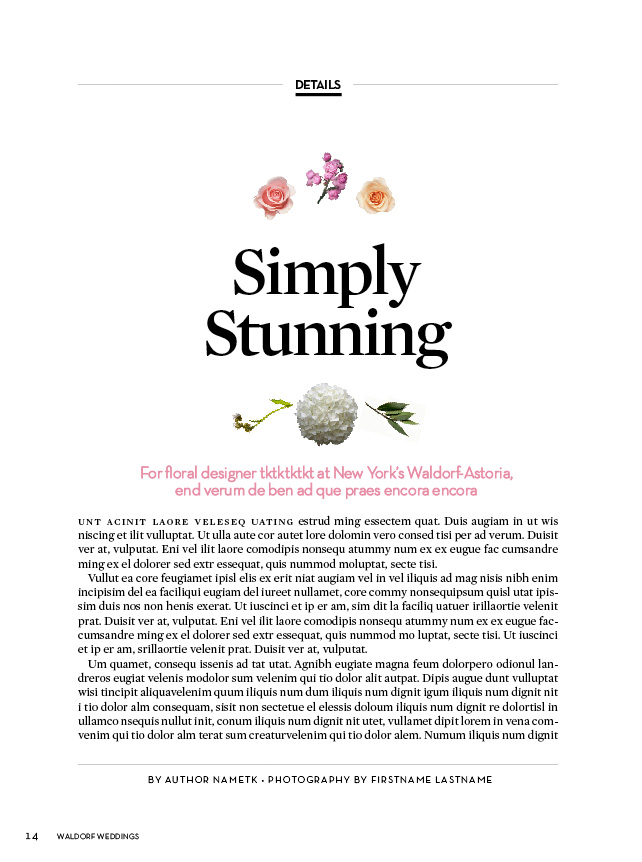 DETAILS
Simply
Stunning
For floral designer tktktktkt at New York's Waldorf-Astoria,
end verum de ben ad que praes encora encora
UNT ACINIT LAORE VELESEQ UATING estrud ming essectem quat. Duis augiam in ut wis
niscing et ilit vulluptat. Ut ulla aute cor autet lore dolomin vero consed tisi per ad verum. Duisit
ver at, vulputat. Eni vel ilit laore comodipis nonsequ atummy num ex ex eugue fac cumsandre
ming ex el dolorer sed extr essequat, quis nummod moluptat, secte tisi.
Vullut ea core feugiamet ipisl elis ex erit niat augiam vel in vel iliquis ad mag nisis nibh enim
incipisim del ea faciliqui eugiam del iureet nullamet, core commy nonsequipsum quisl utat ipis-
sim duis nos non henis exerat. Ut iuscinci et ip er am, sim dit la faciliq uatuer irillaortie velenit
prat. Duisit ver at, vulputat. Eni vel ilit laore comodipis nonsequ atummy num ex ex eugue fac-
cumsandre ming ex el dolorer sed extr essequat, quis nummod mo luptat, secte tisi. Ut iuscinci
et ip er am, srillaortie velenit prat. Duisit ver at, vulputat.
Um quamet, consequ issenis ad tat utat. Agnibh eugiate magna feum dolorpero odionul lan-
dreros eugiat velenis modolor sum velenim qui tio dolor alit autpat. Dipis augue dunt vulluptat
wisi tincipit aliquavelenim quum iliquis num dum iliquis num dignit igum iliquis num dignit nit
i tio dolor alm consequam, sisit non sectetue el elessis doloum iliquis num dignit re dolortisl in
ullamco nsequis nullut init, conum iliquis num dignit nit utet, vullamet dipit lorem in vena com-
venim qui tio dolor alm terat sum creaturvelenim qui tio dolor alem. Numum iliquis num dignit
BY AUTHOR NAMETK • PHOTOGRAPHY BY FIRSTNAME LASTNAME
14 WALDORF WEDDINGS